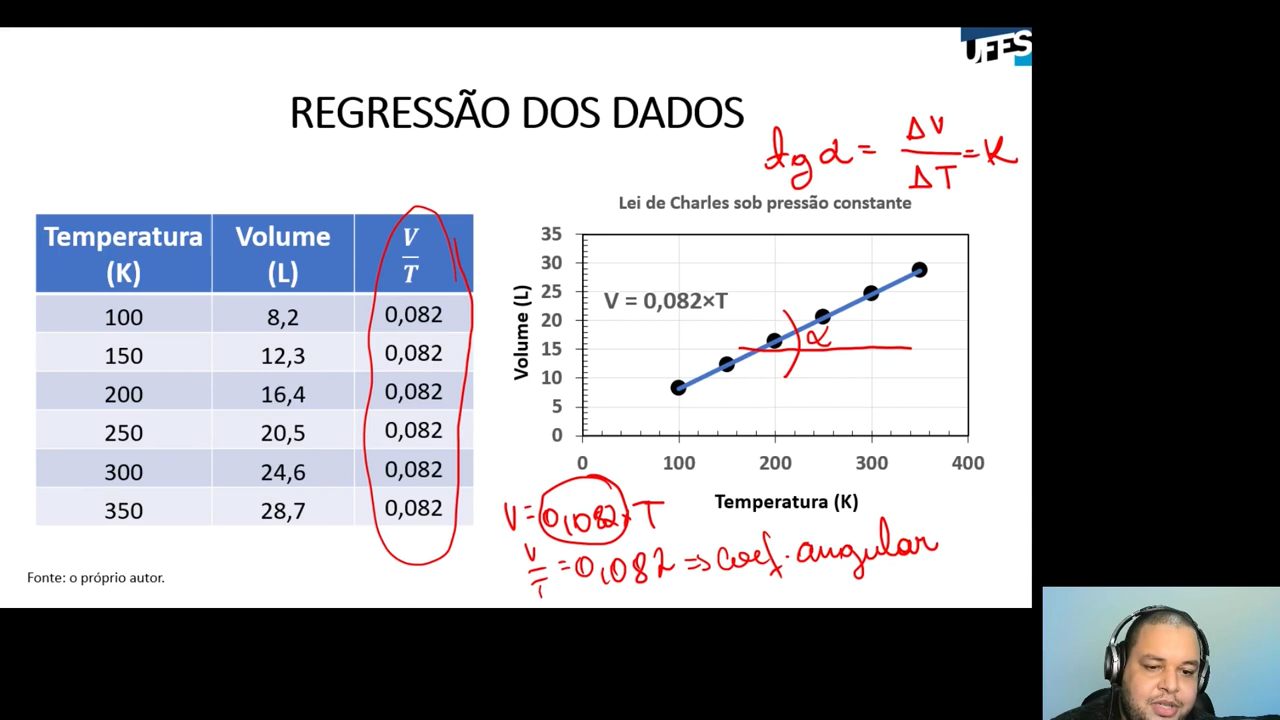 UFES
REGRESSÃO DOS DADOS
tg α = ΔV / ΔT = K
Temperatura (K) Volume (L) V/T
100 8,2 0,082
150 12,3 0,082
200 16,4 0,082
250 20,5 0,082
300 24,6 0,082
350 28,7 0,082
Fonte: o próprio autor.
Lei de Charles sob pressão constante
V = 0,082×T
α
Volume (L)
35
30
25
20
15
10
5
0
0 100 200 300 400
Temperatura (K)
V = 0,082 × T
V/T = 0,082 => coef. angular